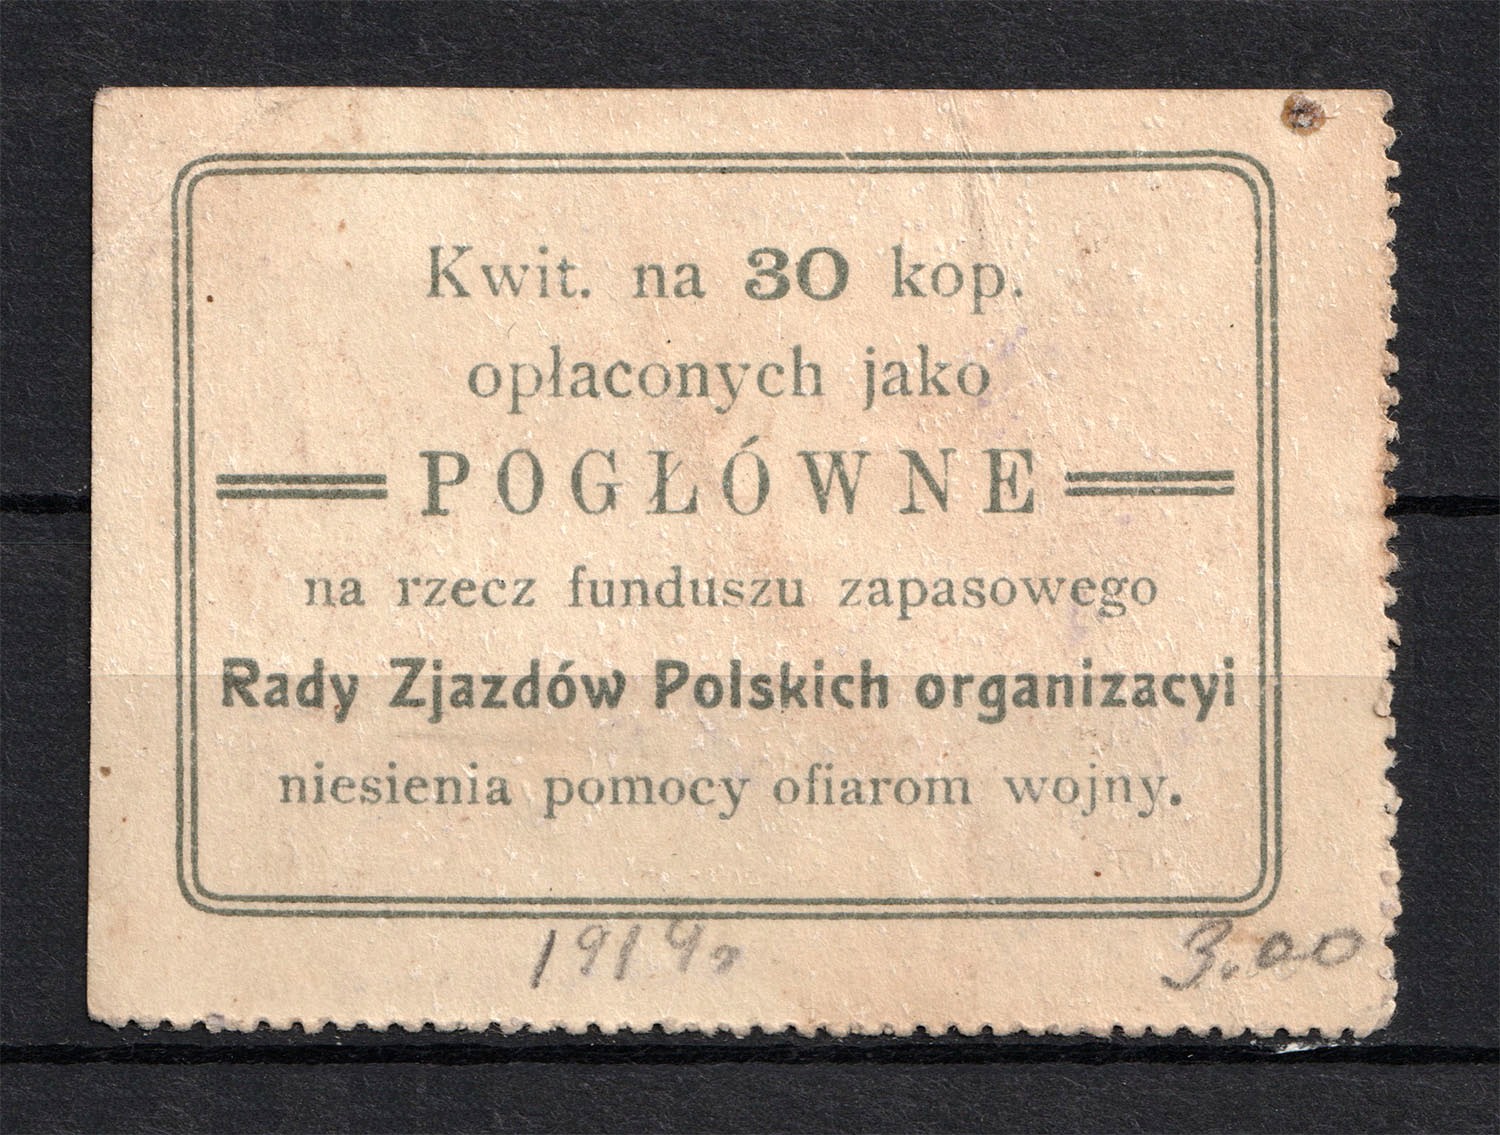 Kwit. na 30 kop.
opłaconych jako
POGŁÓWNE
na rzecz funduszu zapasowego
Rady Zjazdów Polskich organizacyi
niesienia pomocy ofiarom wojny.
1919r
3.00